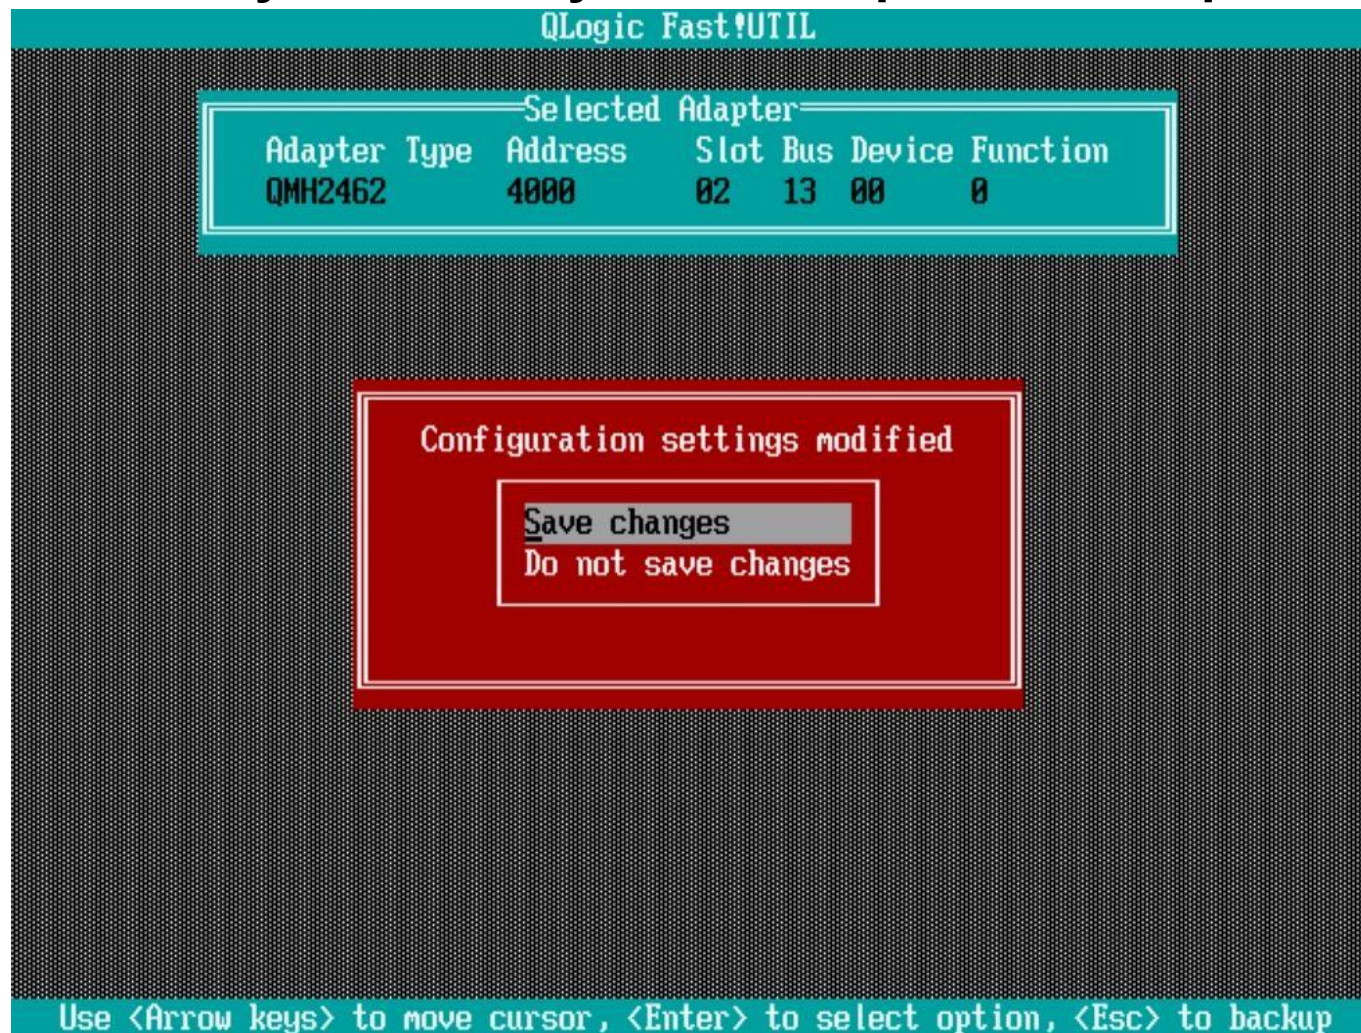 QLogic Fast!UTIL
Selected Adapter
Adapter Type Address Slot Bus Device Function
QMH2462 4000 02 13 00 0
Configuration settings modified
Save changes
Do not save changes
Use <Arrow keys> to move cursor, <Enter> to select option, <Esc> to backup